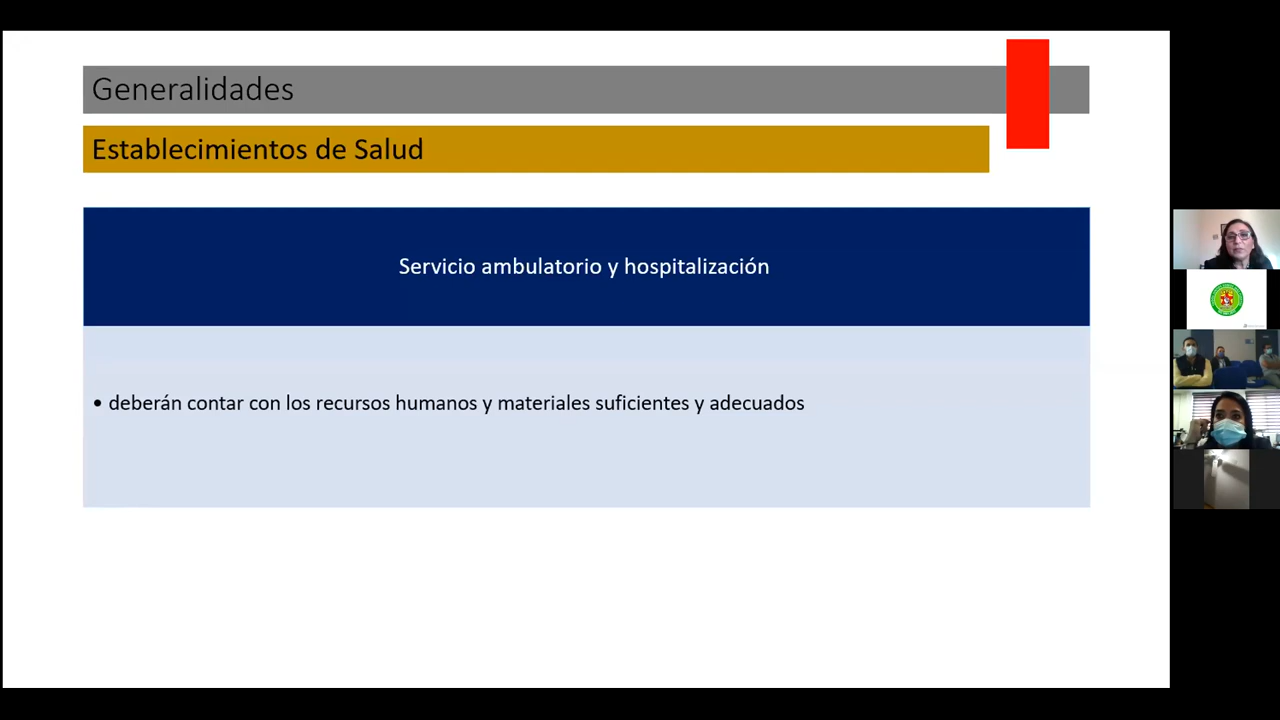 Generalidades
Establecimientos de Salud
Servicio ambulatorio y hospitalización
• deberán contar con los recursos humanos y materiales suficientes y adecuados